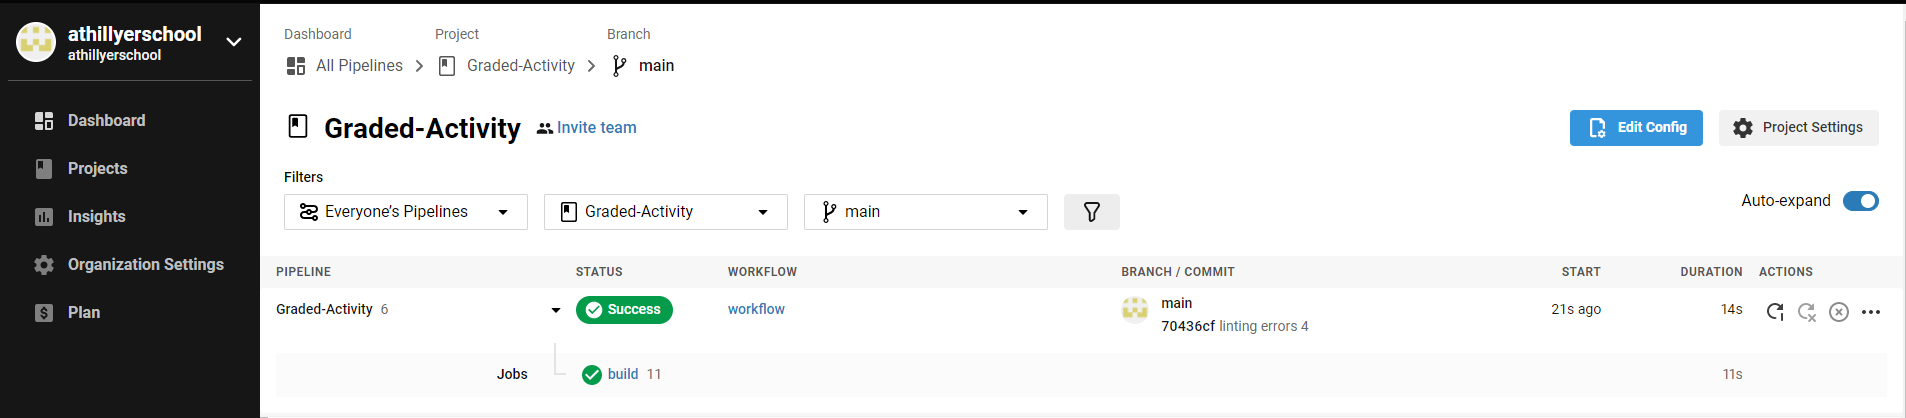 athillyerschool
athillyerschool
Dashboard
Projects
Insights
Organization Settings
Plan
Dashboard Project Branch
All Pipelines > Graded-Activity > main
Graded-Activity Invite team
Edit Config Project Settings
Filters
Everyone's Pipelines Graded-Activity main
Auto-expand
PIPELINE STATUS WORKFLOW BRANCH / COMMIT START DURATION ACTIONS
Graded-Activity 6 Success workflow main 21s ago 14s
70436cf linting errors 4
Jobs build 11 11s